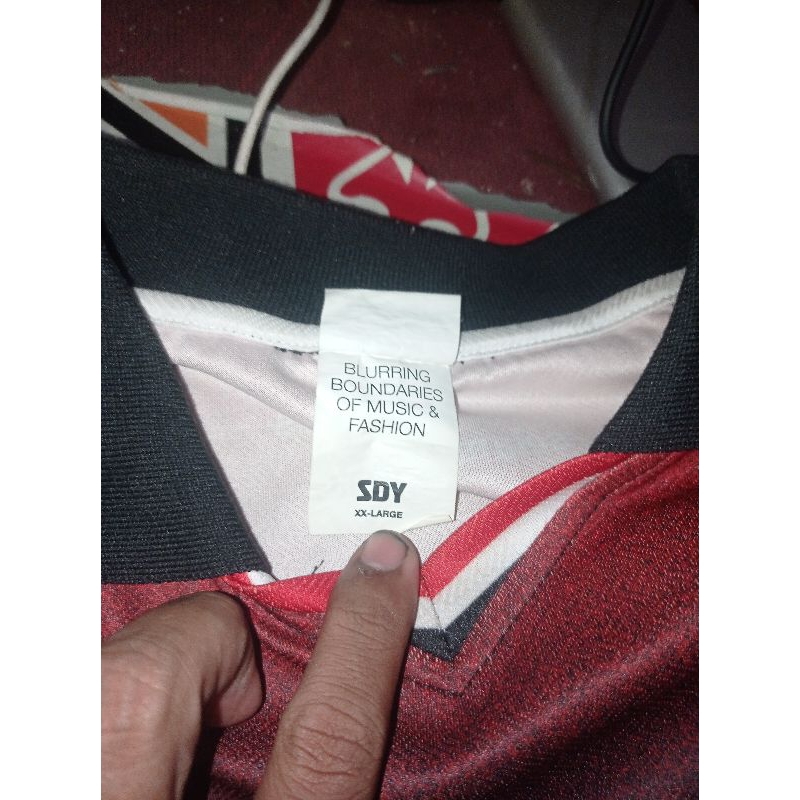 BLURRING
BOUNDARIES
OF MUSIC &
FASHION
SDY
XX-LARGE